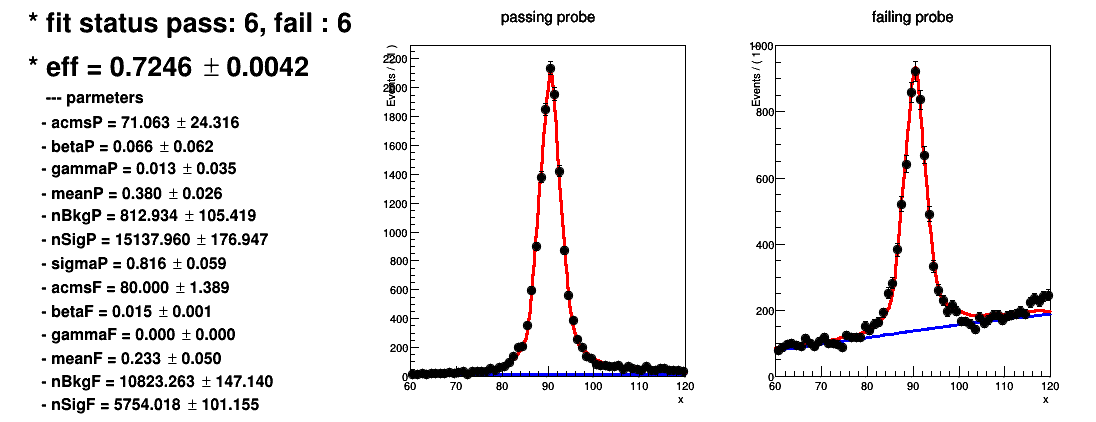 * fit status pass: 6, fail : 6
* eff = 0.7246 ± 0.0042
--- parmeters
- acmsP = 71.063 ± 24.316
- betaP = 0.066 ± 0.062
- gammaP = 0.013 ± 0.035
- meanP = 0.380 ± 0.026
- nBkgP = 812.934 ± 105.419
- nSigP = 15137.960 ± 176.947
- sigmaP = 0.816 ± 0.059
- acmsF = 80.000 ± 1.389
- betaF = 0.015 ± 0.001
- gammaF = 0.000 ± 0.000
- meanF = 0.233 ± 0.050
- nBkgF = 10823.263 ± 147.140
- nSigF = 5754.018 ± 101.155
passing probe
Events / (
2200
1800
1600
1400
1200
1000
800
600
400
200
0
60 70 80 90 100 110 120
x
failing probe
Events / ( 1
1000
800
600
400
200
0
60 70 80 90 100 110 120
x